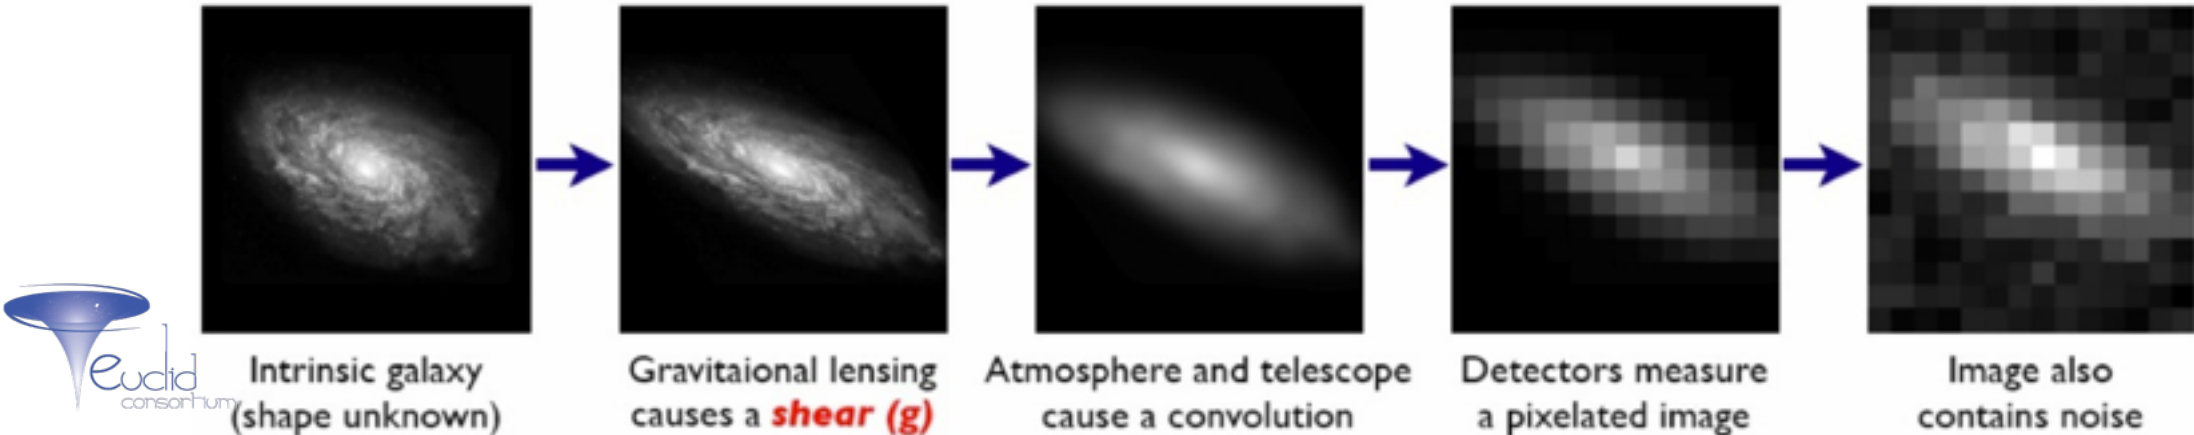 Intrinsic galaxy
(shape unknown)
Gravitaional lensing
causes a shear (g)
Atmosphere and telescope
cause a convolution
Detectors measure
a pixelated image
Image also
contains noise
euclid
consortium